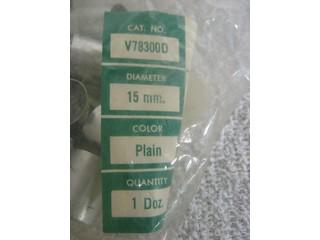 CAT. NO.
V78300D
DIAMETER
15 mm.
COLOR
Plain
QUANTITY
1 Doz.